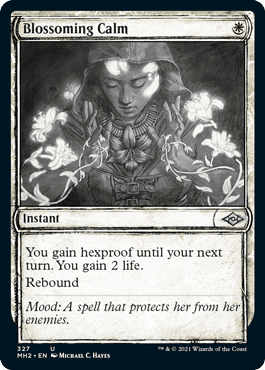 Blossoming Calm
Instant
You gain hexproof until your next
turn. You gain 2 life.
Rebound
Mood: A spell that protects her from her
enemies.
327 U
MH2 • EN Michael C. Hayes ™ & © 2021 Wizards of the Coast